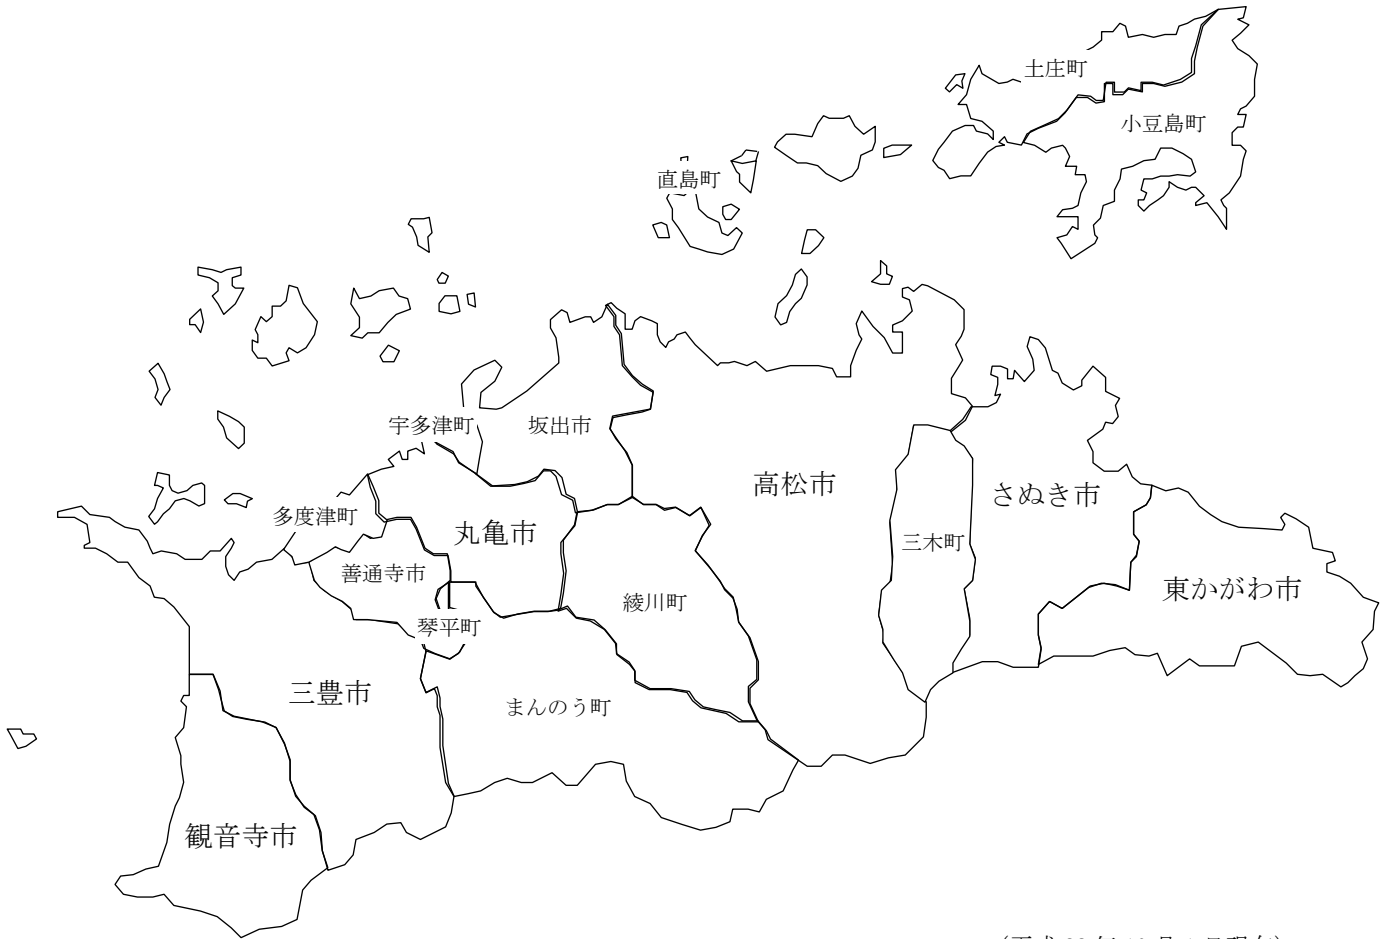 土庄町
小豆島町
直島町
宇多津町
坂出市
高松市
さぬき市
多度津町
丸亀市
三木町
善通寺市
東かがわ市
綾川町
琴平町
三豊市
まんのう町
観音寺市